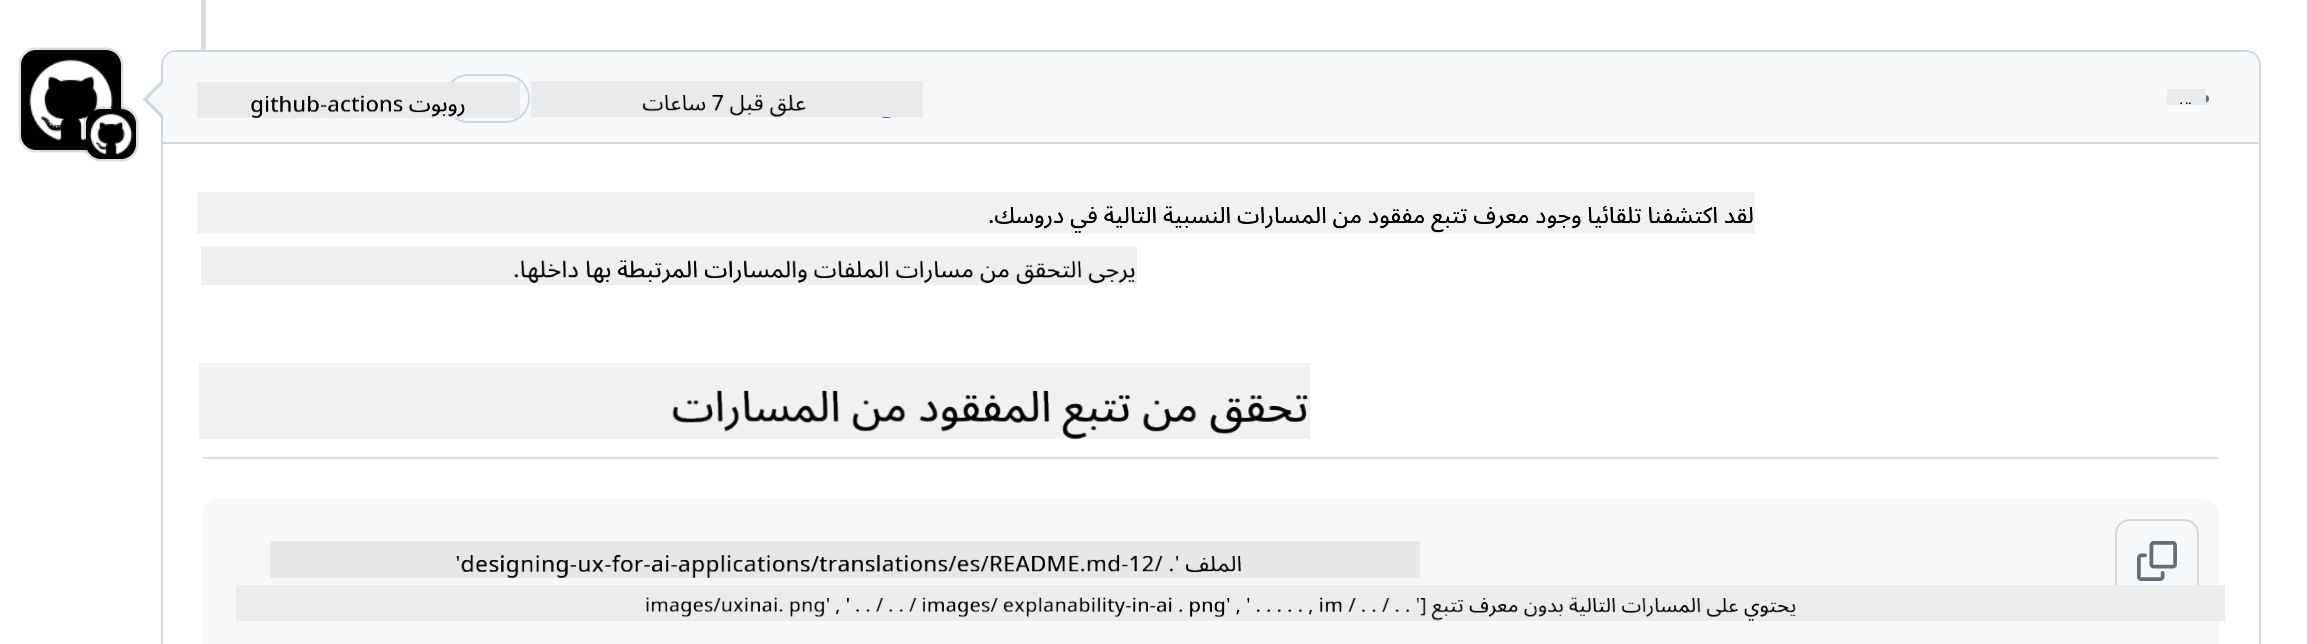 github-actions روبوت
علق قبل 7 ساعات
لقد اكتشفنا تلقائيا وجود معرف تتبع مفقود من المسارات النسبية التالية في دروسك.
يرجى التحقق من مسارات الملفات والمسارات المرتبطة بها داخلها.
تحقق من تتبع المفقود من المسارات
الملف '. /12-designing-ux-for-ai-applications/translations/es/README.md'
يحتوي على المسارات التالية بدون معرف تتبع [' . . / . . / images/uxinai. png' , ' . . / . . / images/ explanability-in-ai . png' , ' . . . . . , im